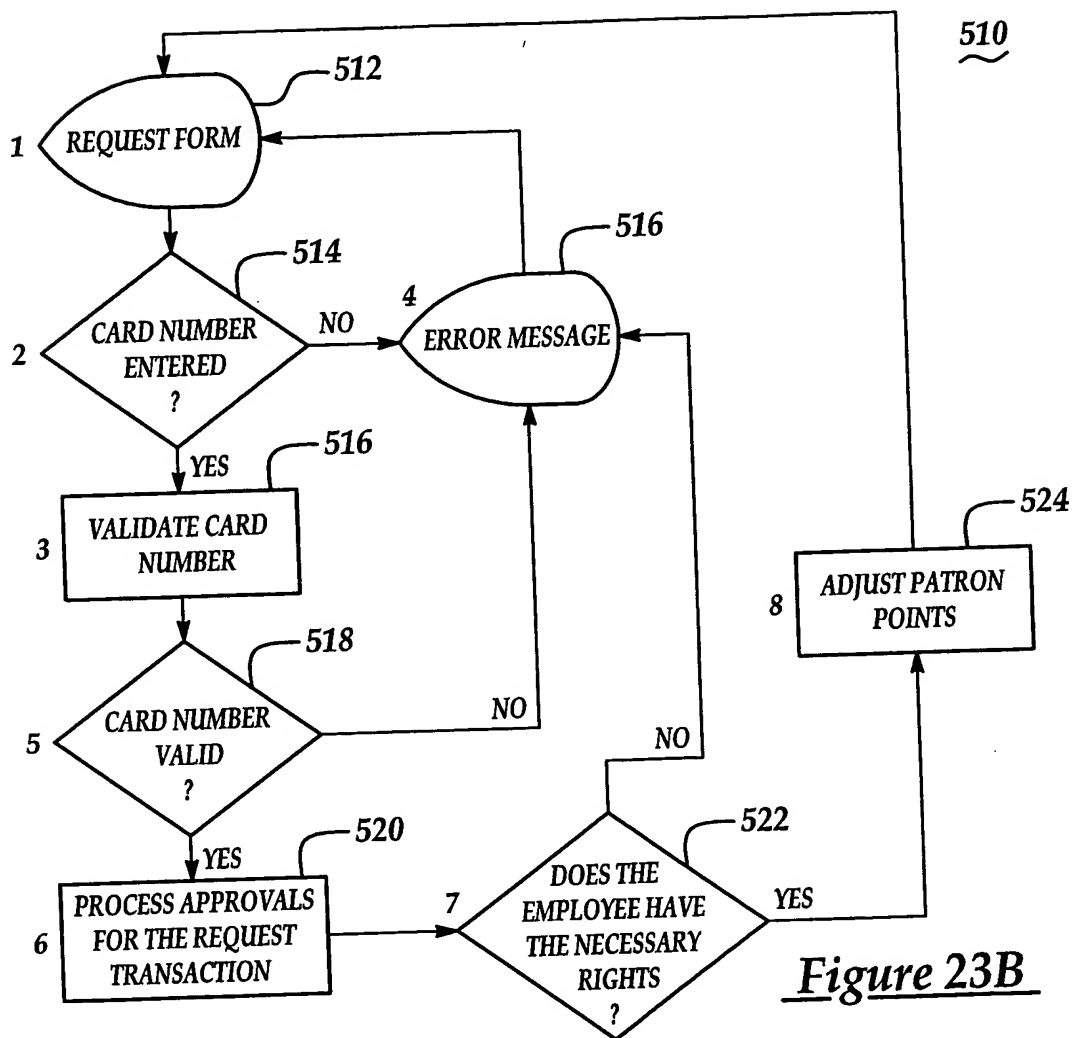 510
512
1
REQUEST FORM
514
2
CARD NUMBER
ENTERED
?
NO
516
4
ERROR MESSAGE
YES
516
3
VALIDATE CARD
NUMBER
518
5
CARD NUMBER
VALID
?
NO
YES
520
6
PROCESS APPROVALS
FOR THE REQUEST
TRANSACTION
522
7
DOES THE
EMPLOYEE HAVE
THE NECESSARY
RIGHTS
?
NO
YES
524
8
ADJUST PATRON
POINTS
Figure 23B